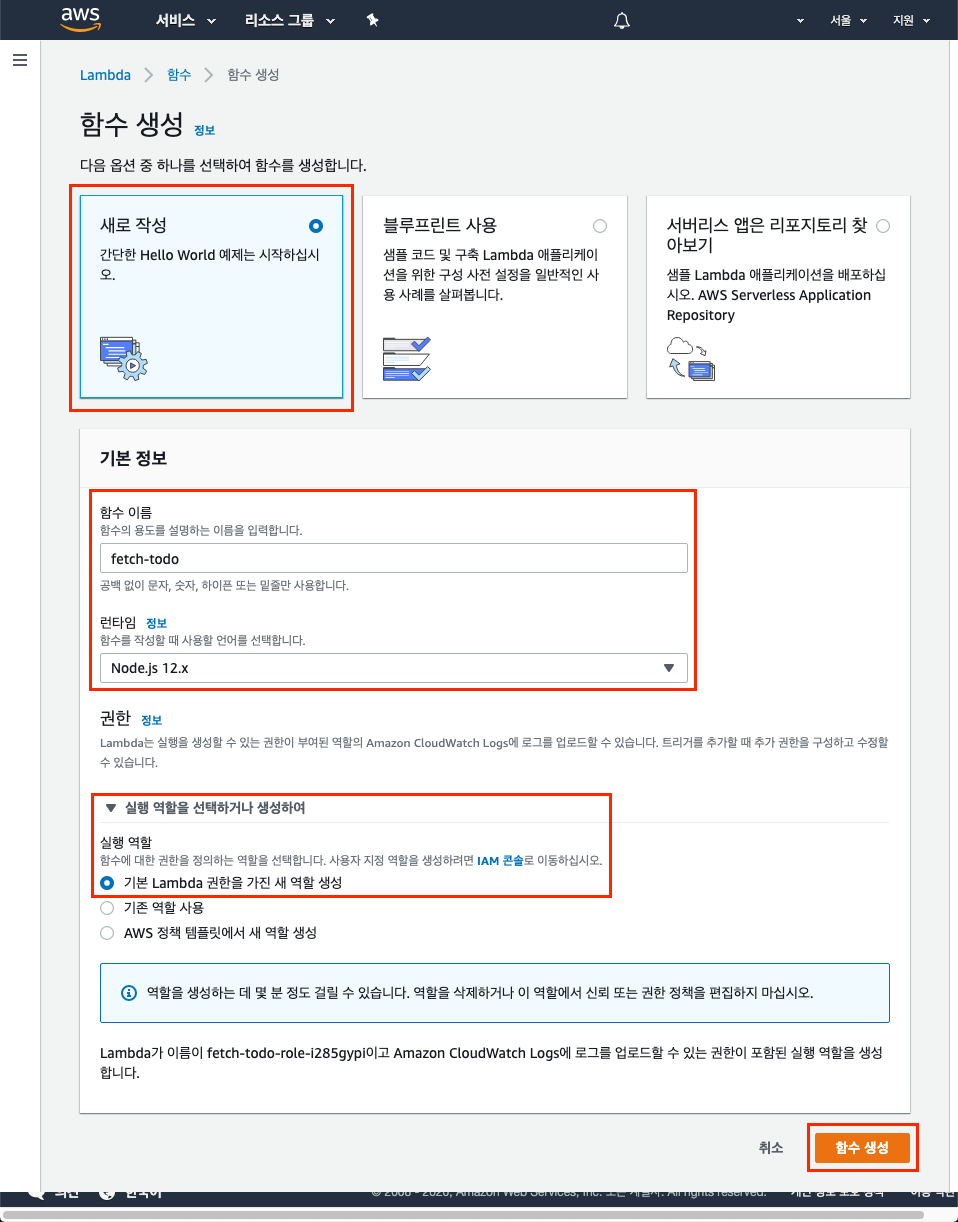 aws 서비스 리소스 그룹 서울 지원
Lambda 함수 함수 생성
함수 생성 정보
다음 옵션 중 하나를 선택하여 함수를 생성합니다.
새로 작성
간단한 Hello World 예제는 시작하십시
오.
블루프린트 사용
샘플 코드 및 구축 Lambda 애플리케이
션을 위한 구성 사전 설정을 일반적인 사
용 사례를 살펴봅니다.
서버리스 앱은 리포지토리 찾
아보기
샘플 Lambda 애플리케이션을 배포하십
시오. AWS Serverless Application
Repository
기본 정보
함수 이름
함수의 용도를 설명하는 이름을 입력합니다.
fetch-todo
공백 없이 문자, 숫자, 하이픈 또는 밑줄만 사용합니다.
런타임 정보
함수를 작성할 때 사용할 언어를 선택합니다.
Node.js 12.x
권한 정보
Lambda는 실행을 생성할 수 있는 권한이 부여된 역할의 Amazon CloudWatch Logs에 로그를 업로드할 수 있습니다. 트리거를 추가할 때 추가 권한을 구성하고 수정할
수 있습니다.
실행 역할을 선택하거나 생성하여
실행 역할
함수에 대한 권한을 정의하는 역할을 선택합니다. 사용자 지정 역할을 생성하려면 IAM 콘솔로 이동하십시오.
기본 Lambda 권한을 가진 새 역할 생성
기존 역할 사용
AWS 정책 템플릿에서 새 역할 생성
역할을 생성하는 데 몇 분 정도 걸릴 수 있습니다. 역할을 삭제하거나 이 역할에서 신뢰 또는 권한 정책을 편집하지 마십시오.
Lambda가 이름이 fetch-todo-role-i285gypi이고 Amazon CloudWatch Logs에 로그를 업로드할 수 있는 권한이 포함된 실행 역할을 생성
합니다.
취소 함수 생성
의견 한국어 © 2008 - 2020, Amazon Web Services, Inc. 또는 계열사. All rights reserved. 개인 정보 보호 정책 이용 약관